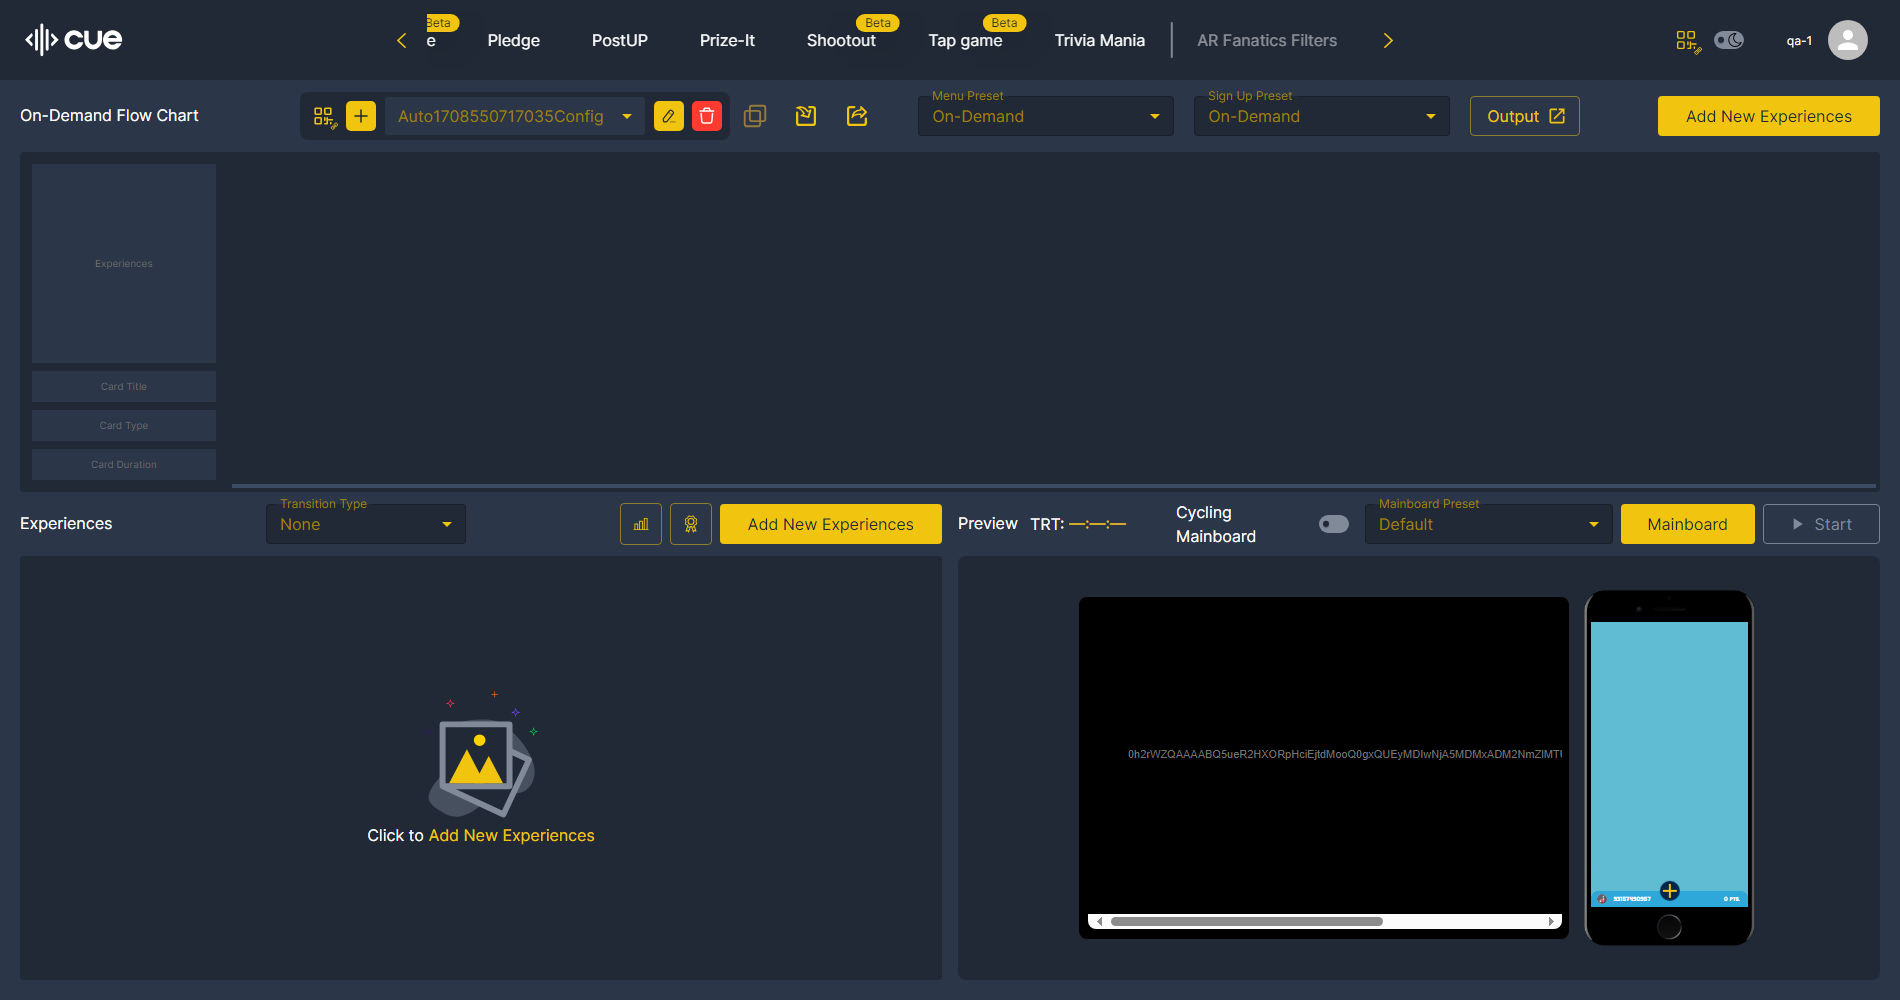 cue
e Beta
Pledge
PostUP
Prize-It
Shootout Beta
Tap game Beta
Trivia Mania
AR Fanatics Filters
qa-1
On-Demand Flow Chart
Auto1708550717035Config
Menu Preset
On-Demand
Sign Up Preset
On-Demand
Output
Add New Experiences
Experiences
Card Title
Card Type
Card Duration
Experiences
Transition Type
None
Add New Experiences
Preview TRT: —:—:—
Cycling
Mainboard
Mainboard Preset
Default
Mainboard
Start
Click to Add New Experiences
0 PTS.